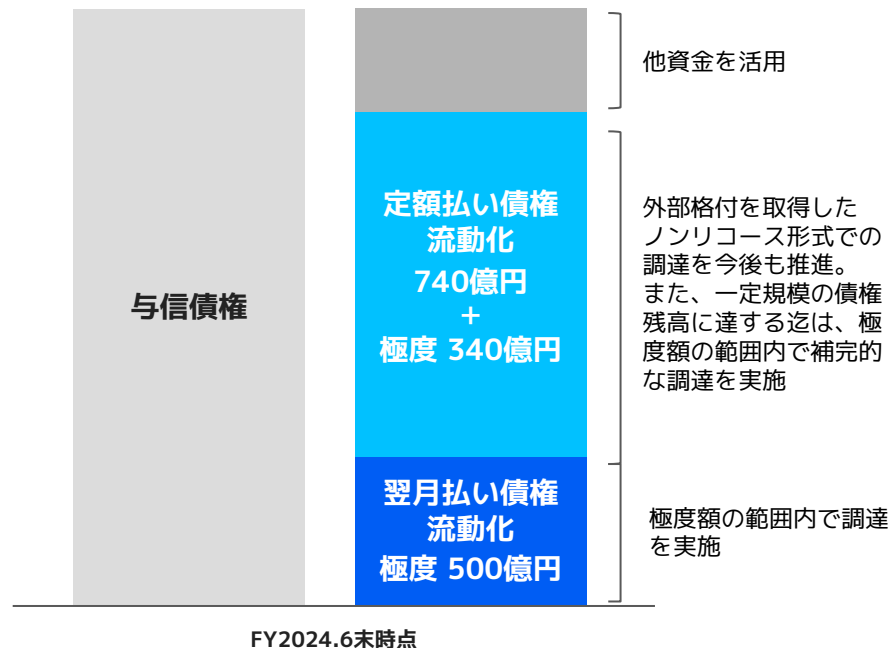 与信債権
定額払い債権
流動化
740億円
+
極度 340億円
翌月払い債権
流動化
極度 500億円
他資金を活用
外部格付を取得した
ノンリコース形式での
調達を今後も推進。
また、一定規模の債権
残高に達する迄は、極
度額の範囲内で補完的
な調達を実施
極度額の範囲内で調達
を実施
FY2024.6末時点